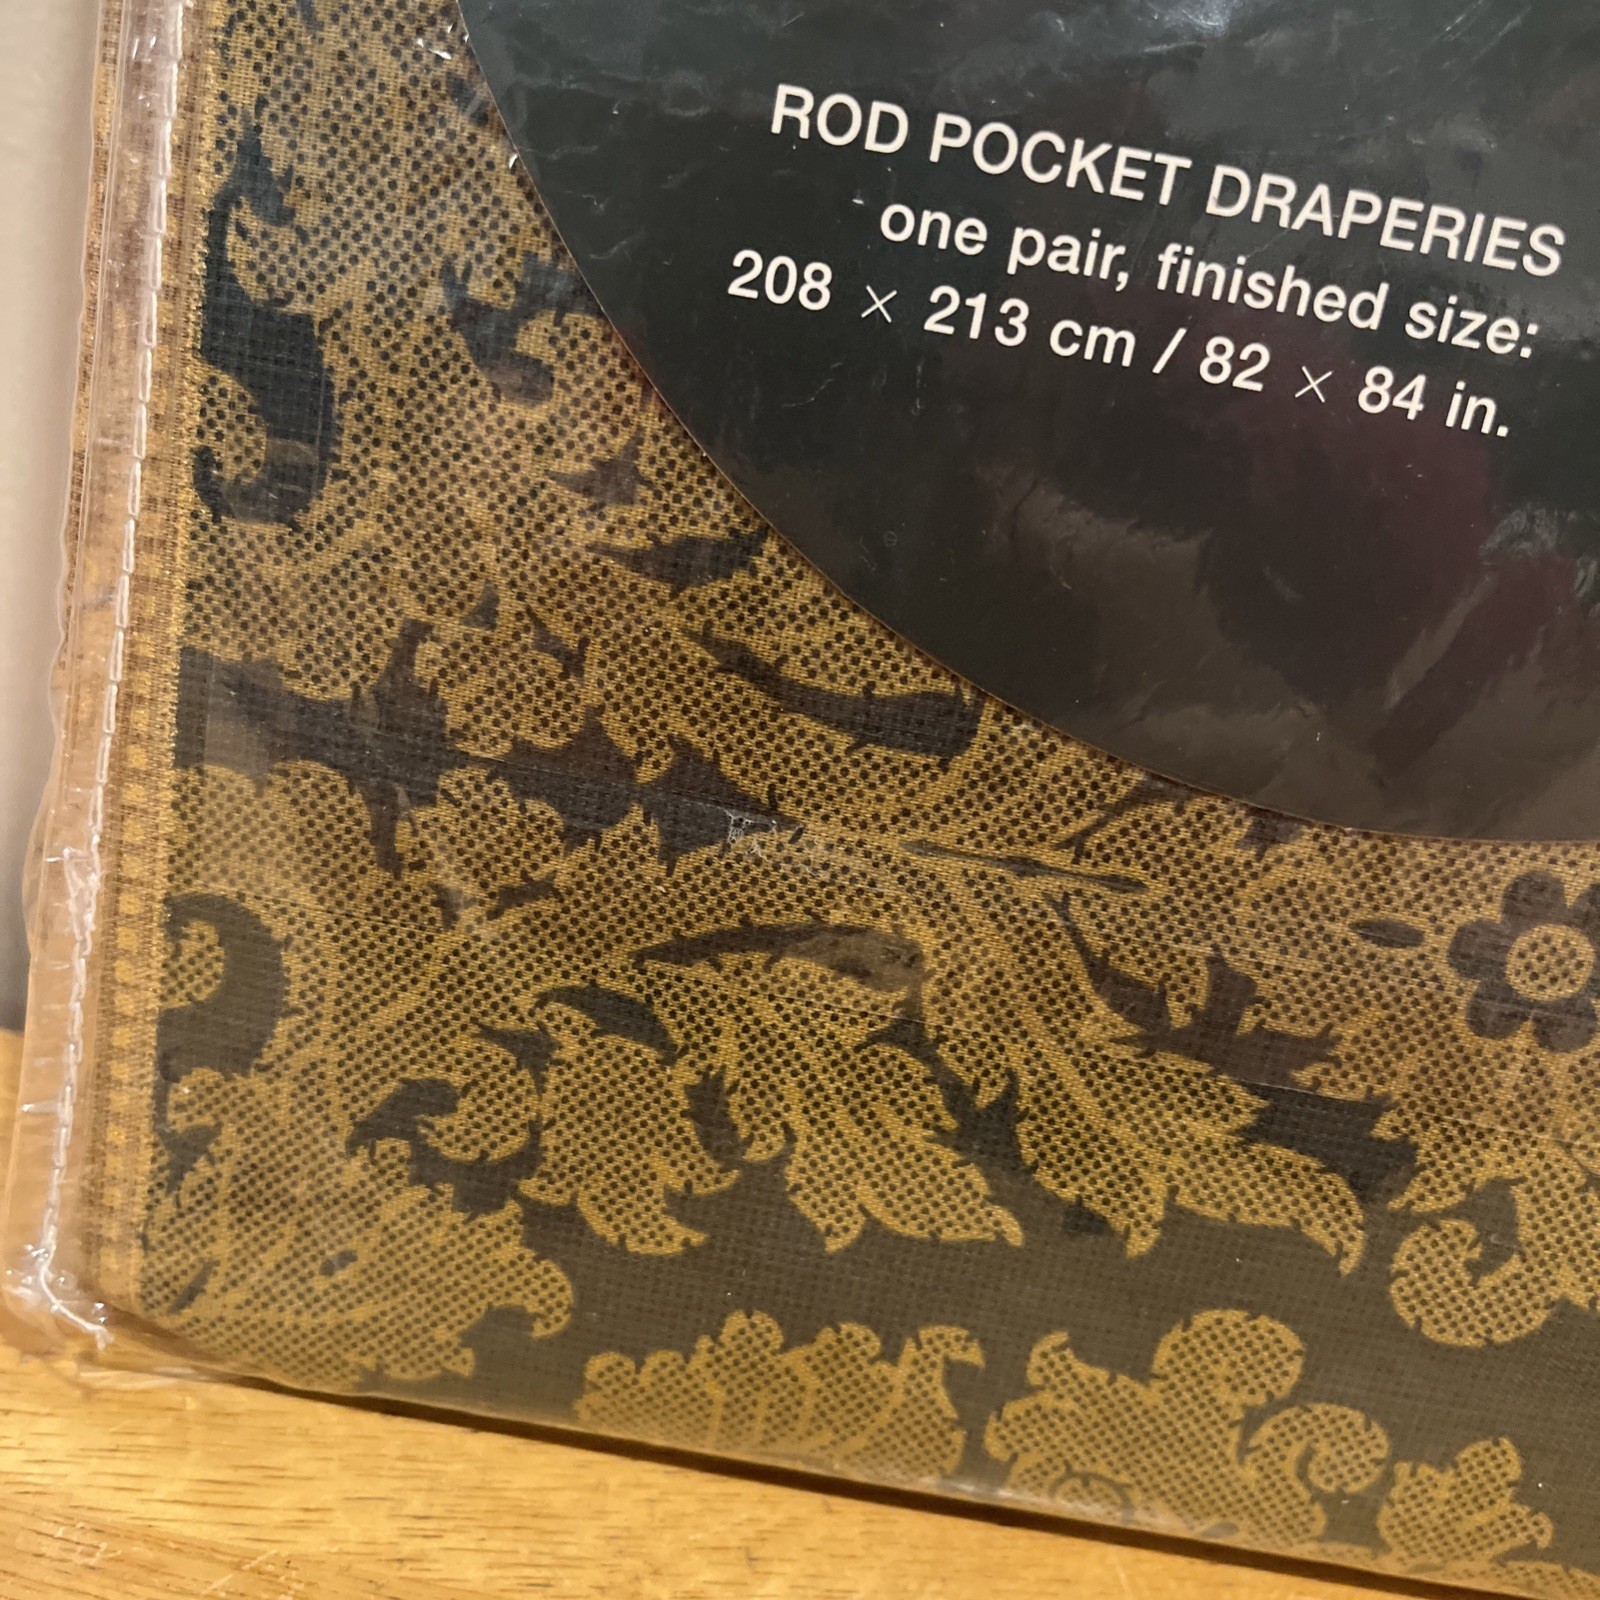 ROD POCKET DRAPERIES
one pair, finished size:
208 × 213 cm / 82 × 84 in.